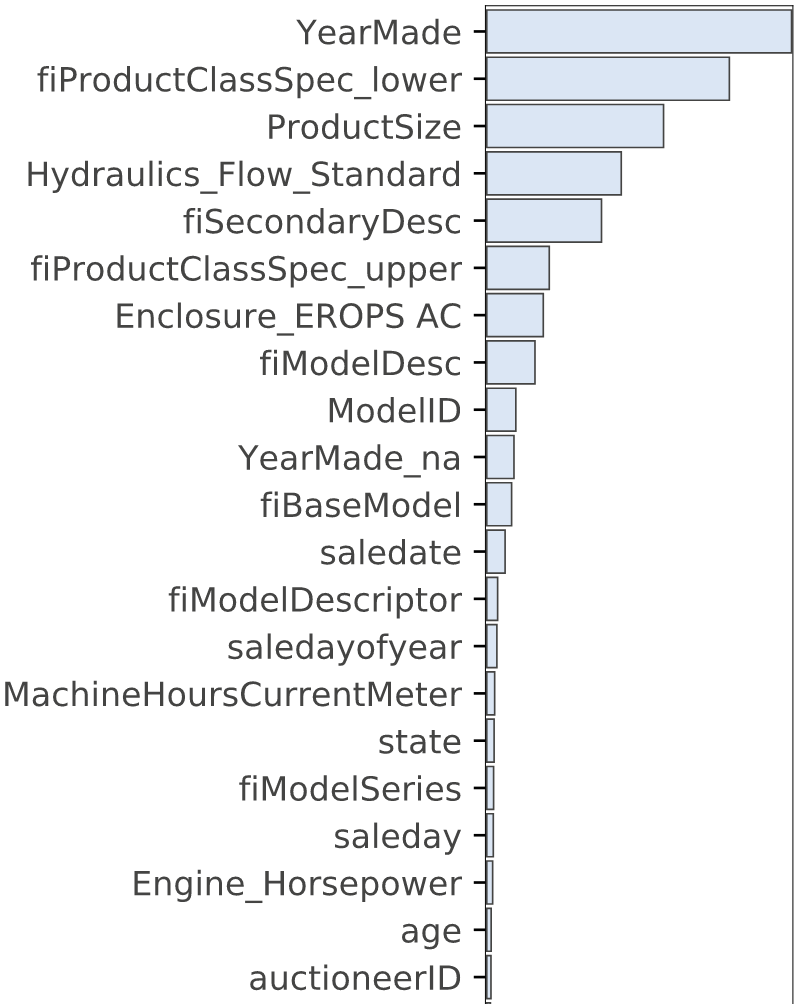 YearMade
fiProductClassSpec_lower
ProductSize
Hydraulics_Flow_Standard
fiSecondaryDesc
fiProductClassSpec_upper
Enclosure_EROPS AC
fiModelDesc
ModelID
YearMade_na
fiBaseModel
saledate
fiModelDescriptor
saledayofyear
MachineHoursCurrentMeter
state
fiModelSeries
saleday
Engine_Horsepower
age
auctioneerID